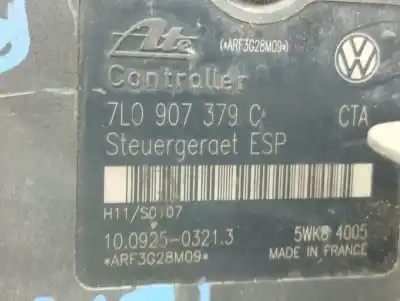 Ate (*ARF3G28M09*)
Controller
7L0 907 379 C CTA
Steuergeraet ESP
H11/SC107
10.0925-0321.3 5WK8 4005
*ARF3G28M09* MADE IN FRANCE